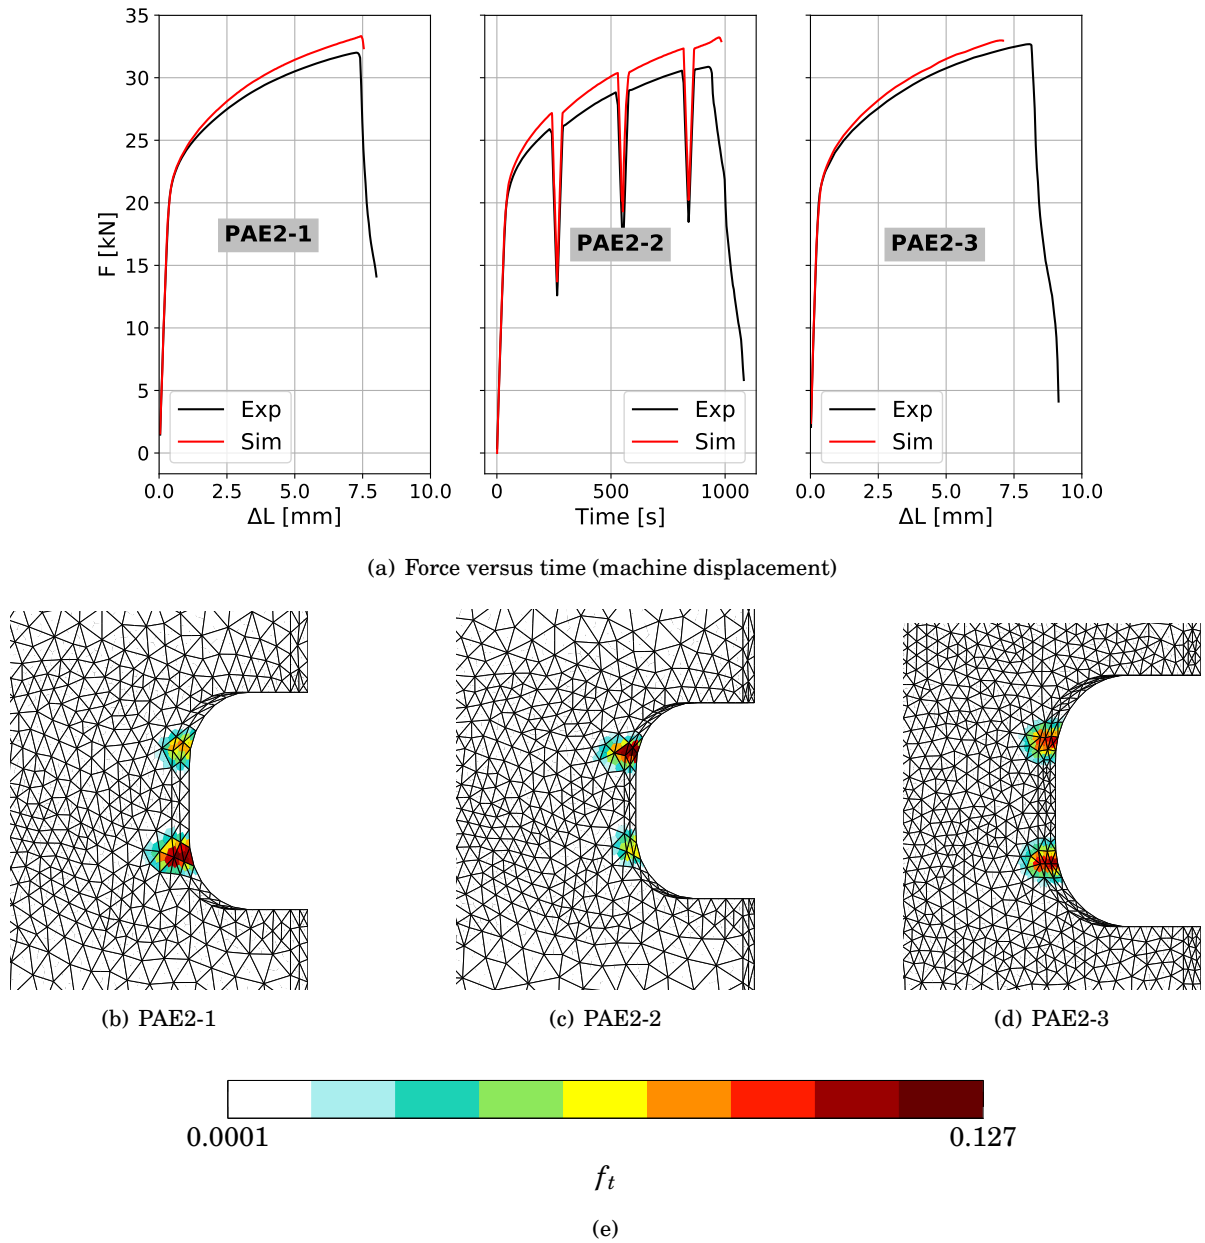 35
30
25
20
15
10
5
0
F [kN]
PAE2-1
Exp
Sim
0.0 2.5 5.0 7.5 10.0
ΔL [mm]
PAE2-2
Exp
Sim
0 500 1000
Time [s]
PAE2-3
Exp
Sim
0.0 2.5 5.0 7.5 10.0
ΔL [mm]
(a) Force versus time (machine displacement)
(b) PAE2-1
(c) PAE2-2
(d) PAE2-3
0.0001 0.127
f_t
(e)